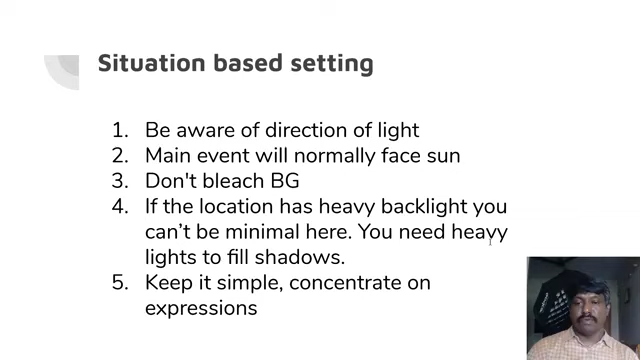 Situation based setting
1. Be aware of direction of light
2. Main event will normally face sun
3. Don't bleach BG
4. If the location has heavy backlight you
can’t be minimal here. You need heavy
lights to fill shadows.
5. Keep it simple, concentrate on
expressions